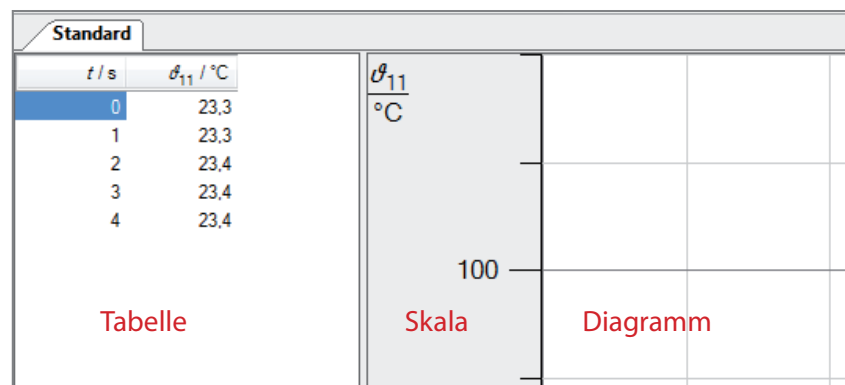 Standard
t / s ϑ11 / °C
0 23,3
1 23,3
2 23,4
3 23,4
4 23,4
ϑ11
°C
100
Tabelle Skala Diagramm